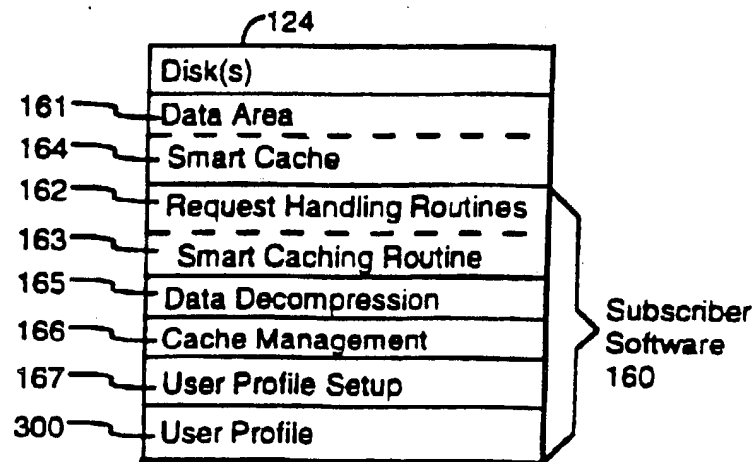 124
Disk(s)
161 Data Area
164 Smart Cache
162 Request Handling Routines
163 Smart Caching Routine
165 Data Decompression
166 Cache Management
167 User Profile Setup
300 User Profile
Subscriber
Software
160